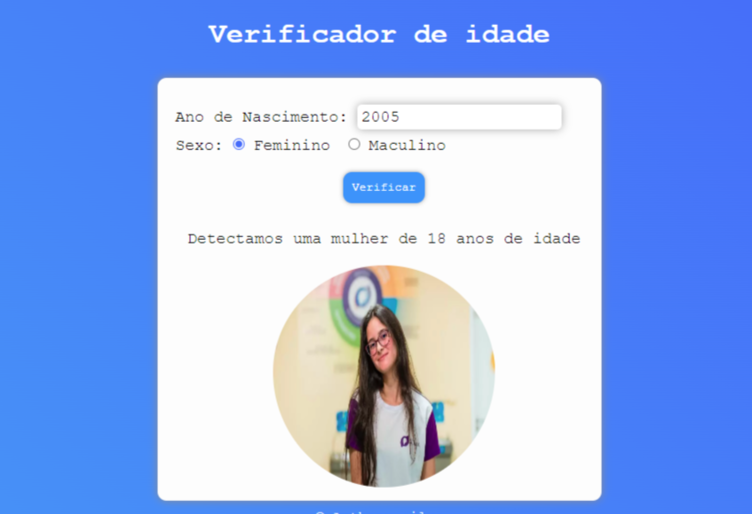 Verificador de idade
Ano de Nascimento: 2005
Sexo: Feminino Maculino
Verificar
Detectamos uma mulher de 18 anos de idade